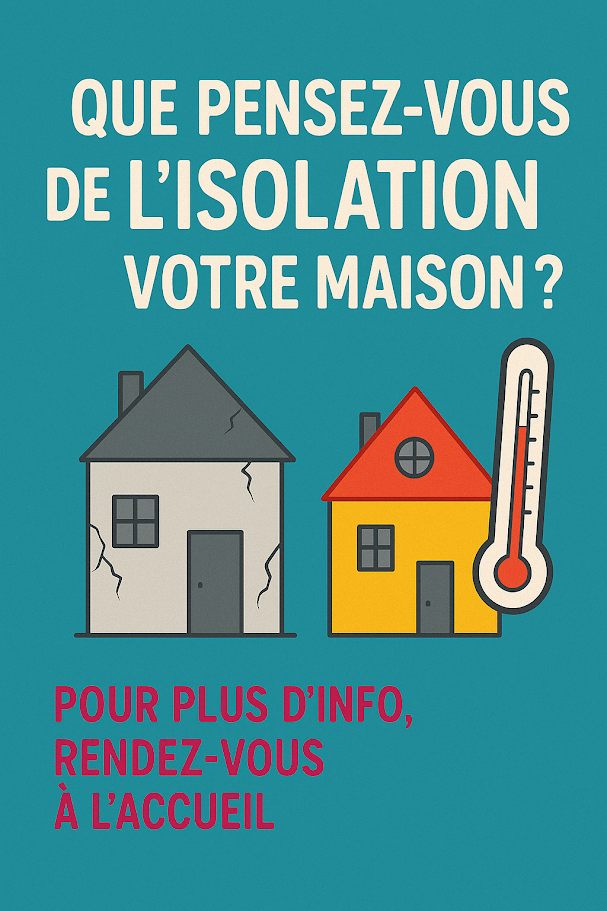 QUE PENSEZ-VOUS
DE L'ISOLATION
VOTRE MAISON ?
POUR PLUS D'INFO,
RENDEZ-VOUS
À L'ACCUEIL